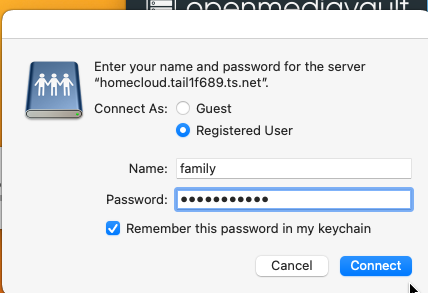 openmediavault
Enter your name and password for the server
“homecloud.tail1f689.ts.net”.
Connect As: Guest
Registered User
Name: family
Password: ●●●●●●●●●●●
Remember this password in my keychain
Cancel Connect